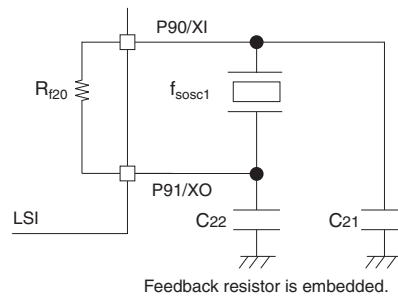 P90/XI
Rf20
fsosc1
P91/XO
LSI
C22
C21
Feedback resistor is embedded.